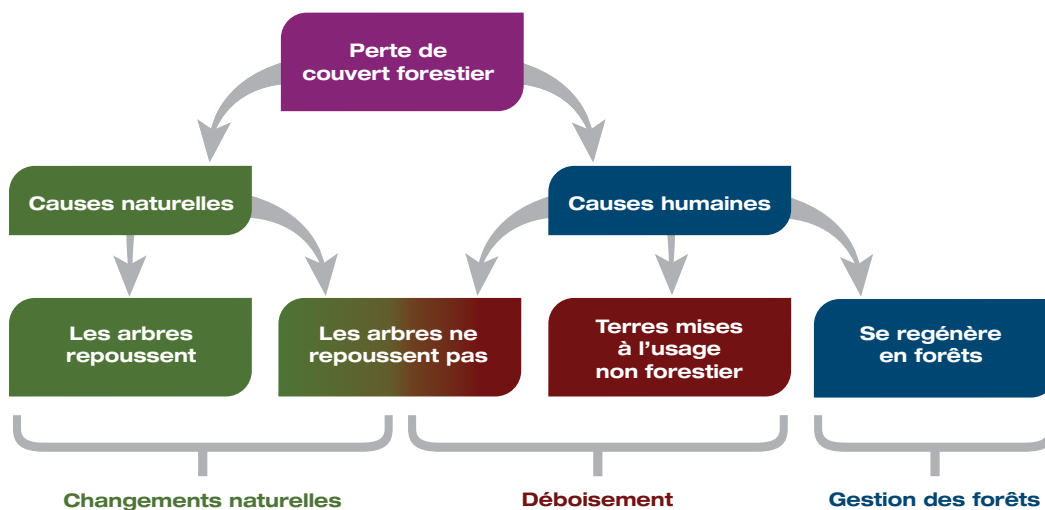 Perte de
couvert forestier
Causes naturelles
Causes humaines
Les arbres
repoussent
Les arbres ne
repoussent pas
Terres mises
à l'usage
non forestier
Se regénère
en forêts
Changements naturelles
Déboisement
Gestion des forêts